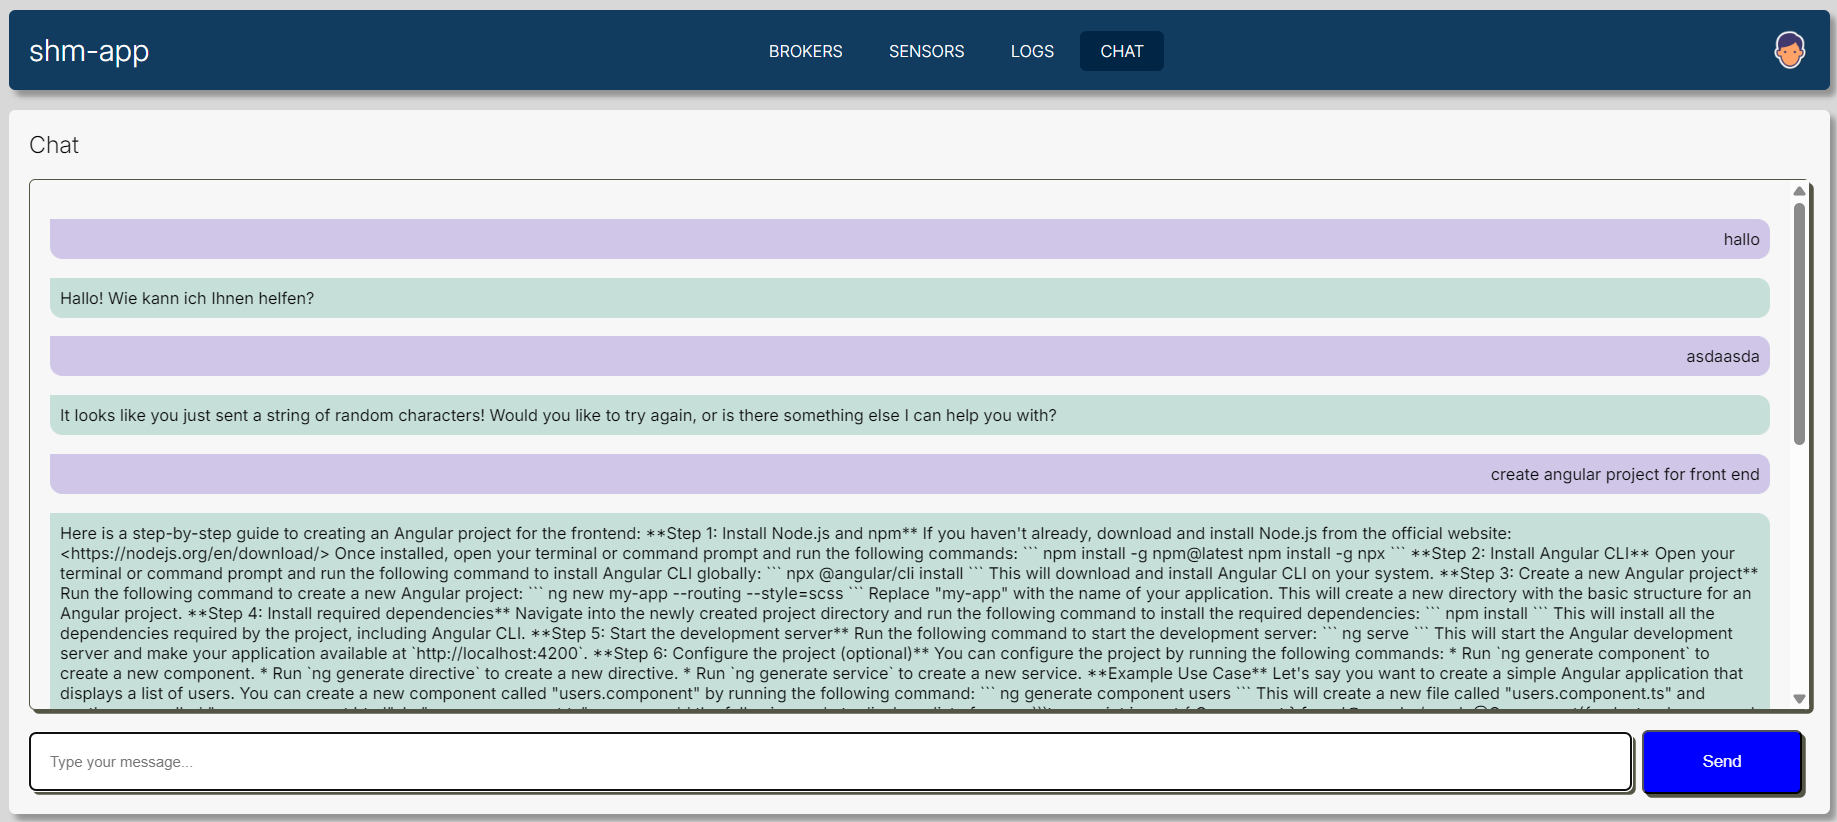 shm-app
BROKERS
SENSORS
LOGS
CHAT
Chat
hallo
Hallo! Wie kann ich Ihnen helfen?
asdaasda
It looks like you just sent a string of random characters! Would you like to try again, or is there something else I can help you with?
create angular project for front end
Here is a step-by-step guide to creating an Angular project for the frontend: **Step 1: Install Node.js and npm** If you haven't already, download and install Node.js from the official website:
<https://nodejs.org/en/download/> Once installed, open your terminal or command prompt and run the following commands: ``` npm install -g npm@latest npm install -g npx ``` **Step 2: Install Angular CLI** Open your
terminal or command prompt and run the following command to install Angular CLI globally: ``` npx @angular/cli install ``` This will download and install Angular CLI on your system. **Step 3: Create a new Angular project**
Run the following command to create a new Angular project: ``` ng new my-app --routing --style=scss ``` Replace "my-app" with the name of your application. This will create a new directory with the basic structure for an
Angular project. **Step 4: Install required dependencies** Navigate into the newly created project directory and run the following command to install the required dependencies: ``` npm install ``` This will install all the
dependencies required by the project, including Angular CLI. **Step 5: Start the development server** Run the following command to start the development server: ``` ng serve ``` This will start the Angular development
server and make your application available at `http://localhost:4200`. **Step 6: Configure the project (optional)** You can configure the project by running the following commands: * Run `ng generate component` to
create a new component. * Run `ng generate directive` to create a new directive. * Run `ng generate service` to create a new service. **Example Use Case** Let's say you want to create a simple Angular application that
displays a list of users. You can create a new component called "users.component" by running the following command: ``` ng generate component users ``` This will create a new file called "users.component.ts" and
Type your message...
Send